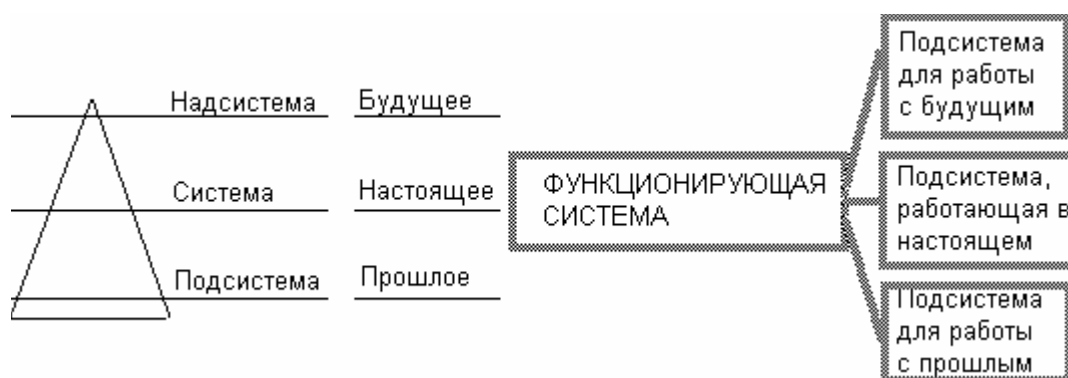 Надсистема
Будущее
Система
Настоящее
Подсистема
Прошлое
ФУНКЦИОНИРУЮЩАЯ
СИСТЕМА
Подсистема
для работы
с будущим
Подсистема,
работающая в
настоящем
Подсистема
для работы
с прошлым